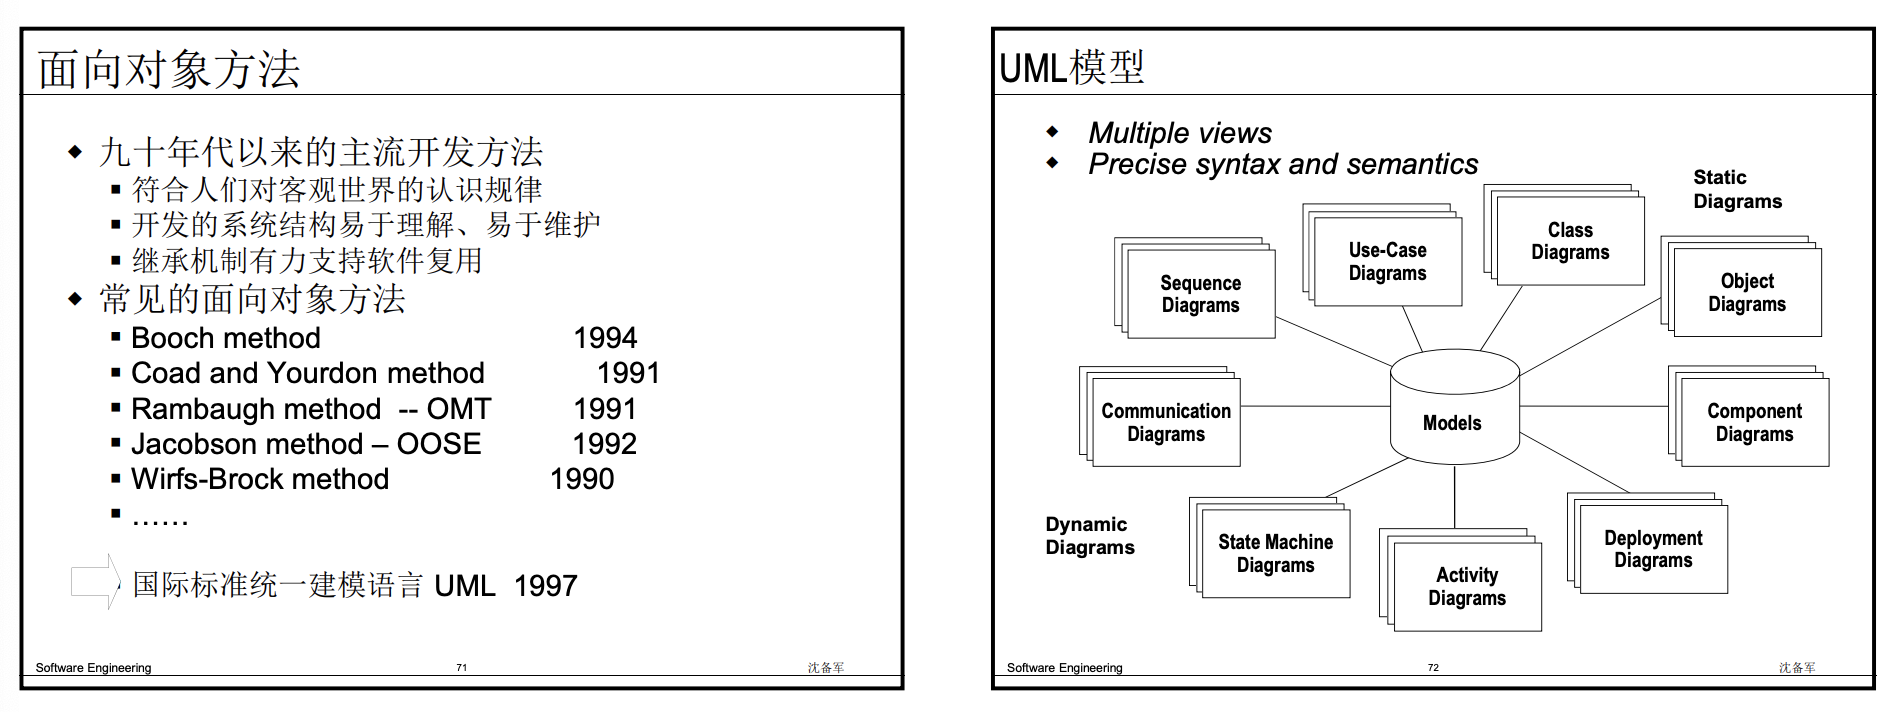 面向对象方法
◆ 九十年代以来的主流开发方法
▪ 符合人们对客观世界的认识规律
▪ 开发的系统结构易于理解、易于维护
▪ 继承机制有力支持软件复用
◆ 常见的面向对象方法
▪ Booch method 1994
▪ Coad and Yourdon method 1991
▪ Rambaugh method -- OMT 1991
▪ Jacobson method – OOSE 1992
▪ Wirfs-Brock method 1990
▪ ……
国际标准统一建模语言 UML 1997
Software Engineering 71 沈备军
UML模型
◆ Multiple views
◆ Precise syntax and semantics
Static
Diagrams
Class
Diagrams
Use-Case
Diagrams
Sequence
Diagrams
Object
Diagrams
Communication
Diagrams
Models
Component
Diagrams
Dynamic
Diagrams
State Machine
Diagrams
Activity
Diagrams
Deployment
Diagrams
Software Engineering 72 沈备军